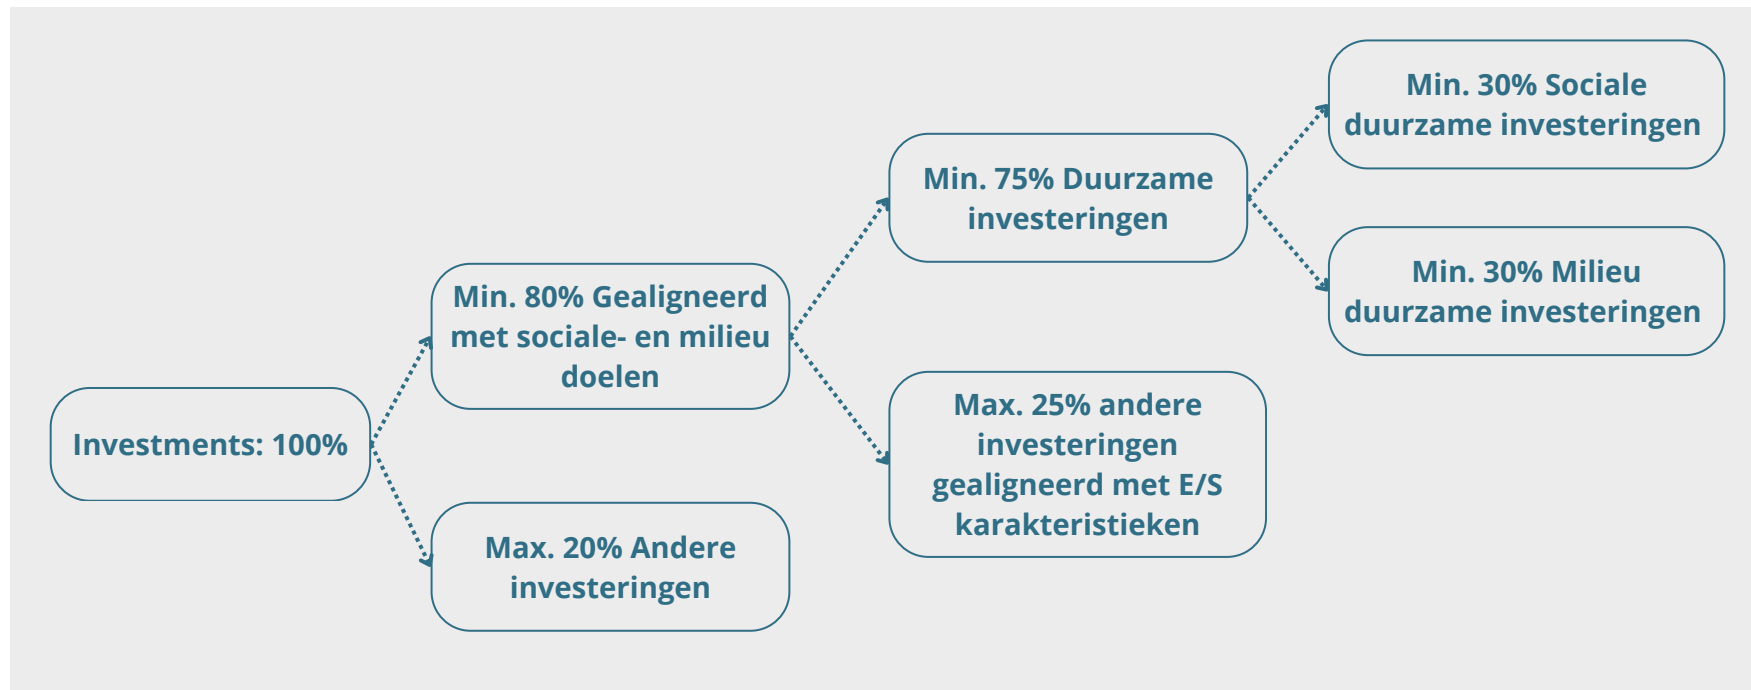 Investments: 100%
Min. 80% Gealigneerd
met sociale- en milieu
doelen
Max. 20% Andere
investeringen
Min. 75% Duurzame
investeringen
Max. 25% andere
investeringen
gealigneerd met E/S
karakteristieken
Min. 30% Sociale
duurzame investeringen
Min. 30% Milieu
duurzame investeringen